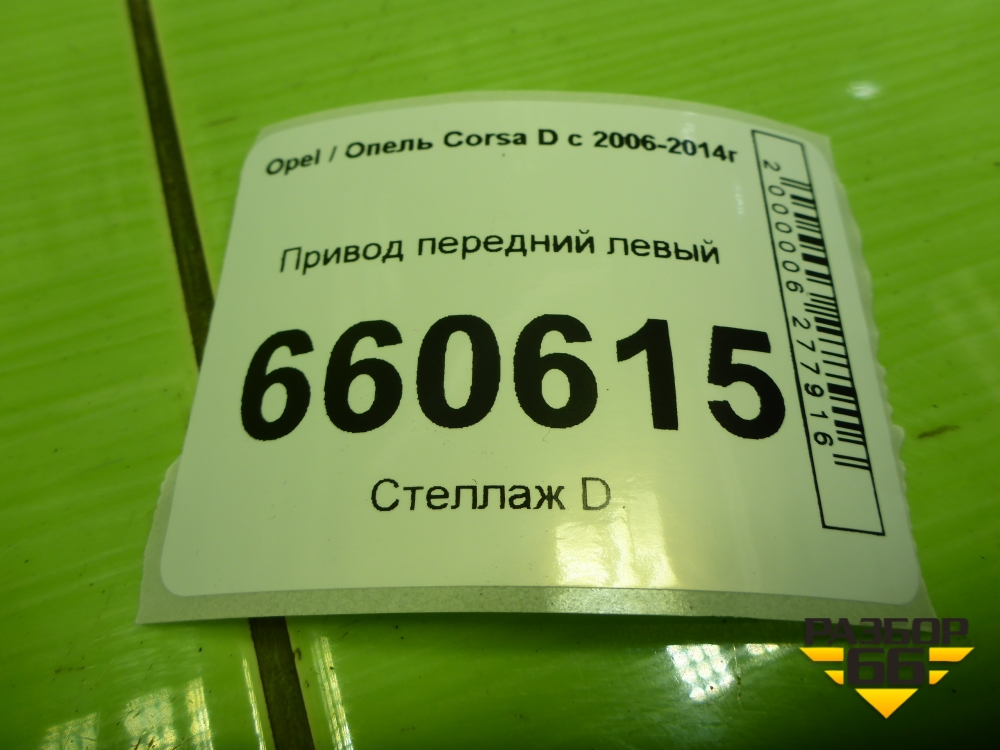 Opel / Опель Corsa D с 2006-2014г
Привод передний левый
660615
Стеллаж D
2000006277916
РАЗБОР
66